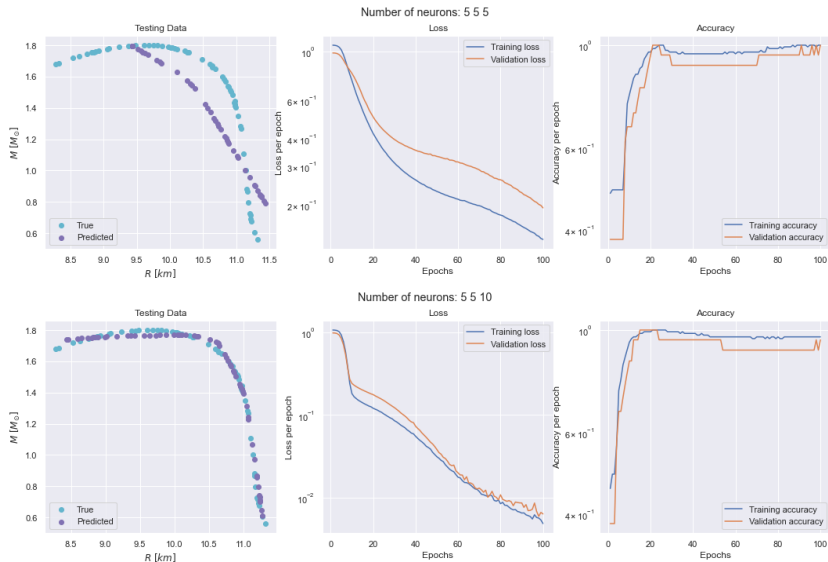 Number of neurons: 5 5 5
Testing Data
M [M⊙]
1.8
1.6
1.4
1.2
1.0
0.8
0.6
True
Predicted
8.5 9.0 9.5 10.0 10.5 11.0 11.5
R [km]
Loss
Loss per epoch
10⁰
6 × 10⁻¹
4 × 10⁻¹
3 × 10⁻¹
2 × 10⁻¹
Training loss
Validation loss
0 20 40 60 80 100
Epochs
Accuracy
Accuracy per epoch
10⁰
6 × 10⁻¹
4 × 10⁻¹
Training accuracy
Validation accuracy
0 20 40 60 80 100
Epochs
Number of neurons: 5 5 10
Testing Data
M [M⊙]
1.8
1.6
1.4
1.2
1.0
0.8
0.6
True
Predicted
8.5 9.0 9.5 10.0 10.5 11.0
R [km]
Loss
Loss per epoch
10⁰
10⁻¹
10⁻²
Training loss
Validation loss
0 20 40 60 80 100
Epochs
Accuracy
Accuracy per epoch
10⁰
6 × 10⁻¹
4 × 10⁻¹
Training accuracy
Validation accuracy
0 20 40 60 80 100
Epochs